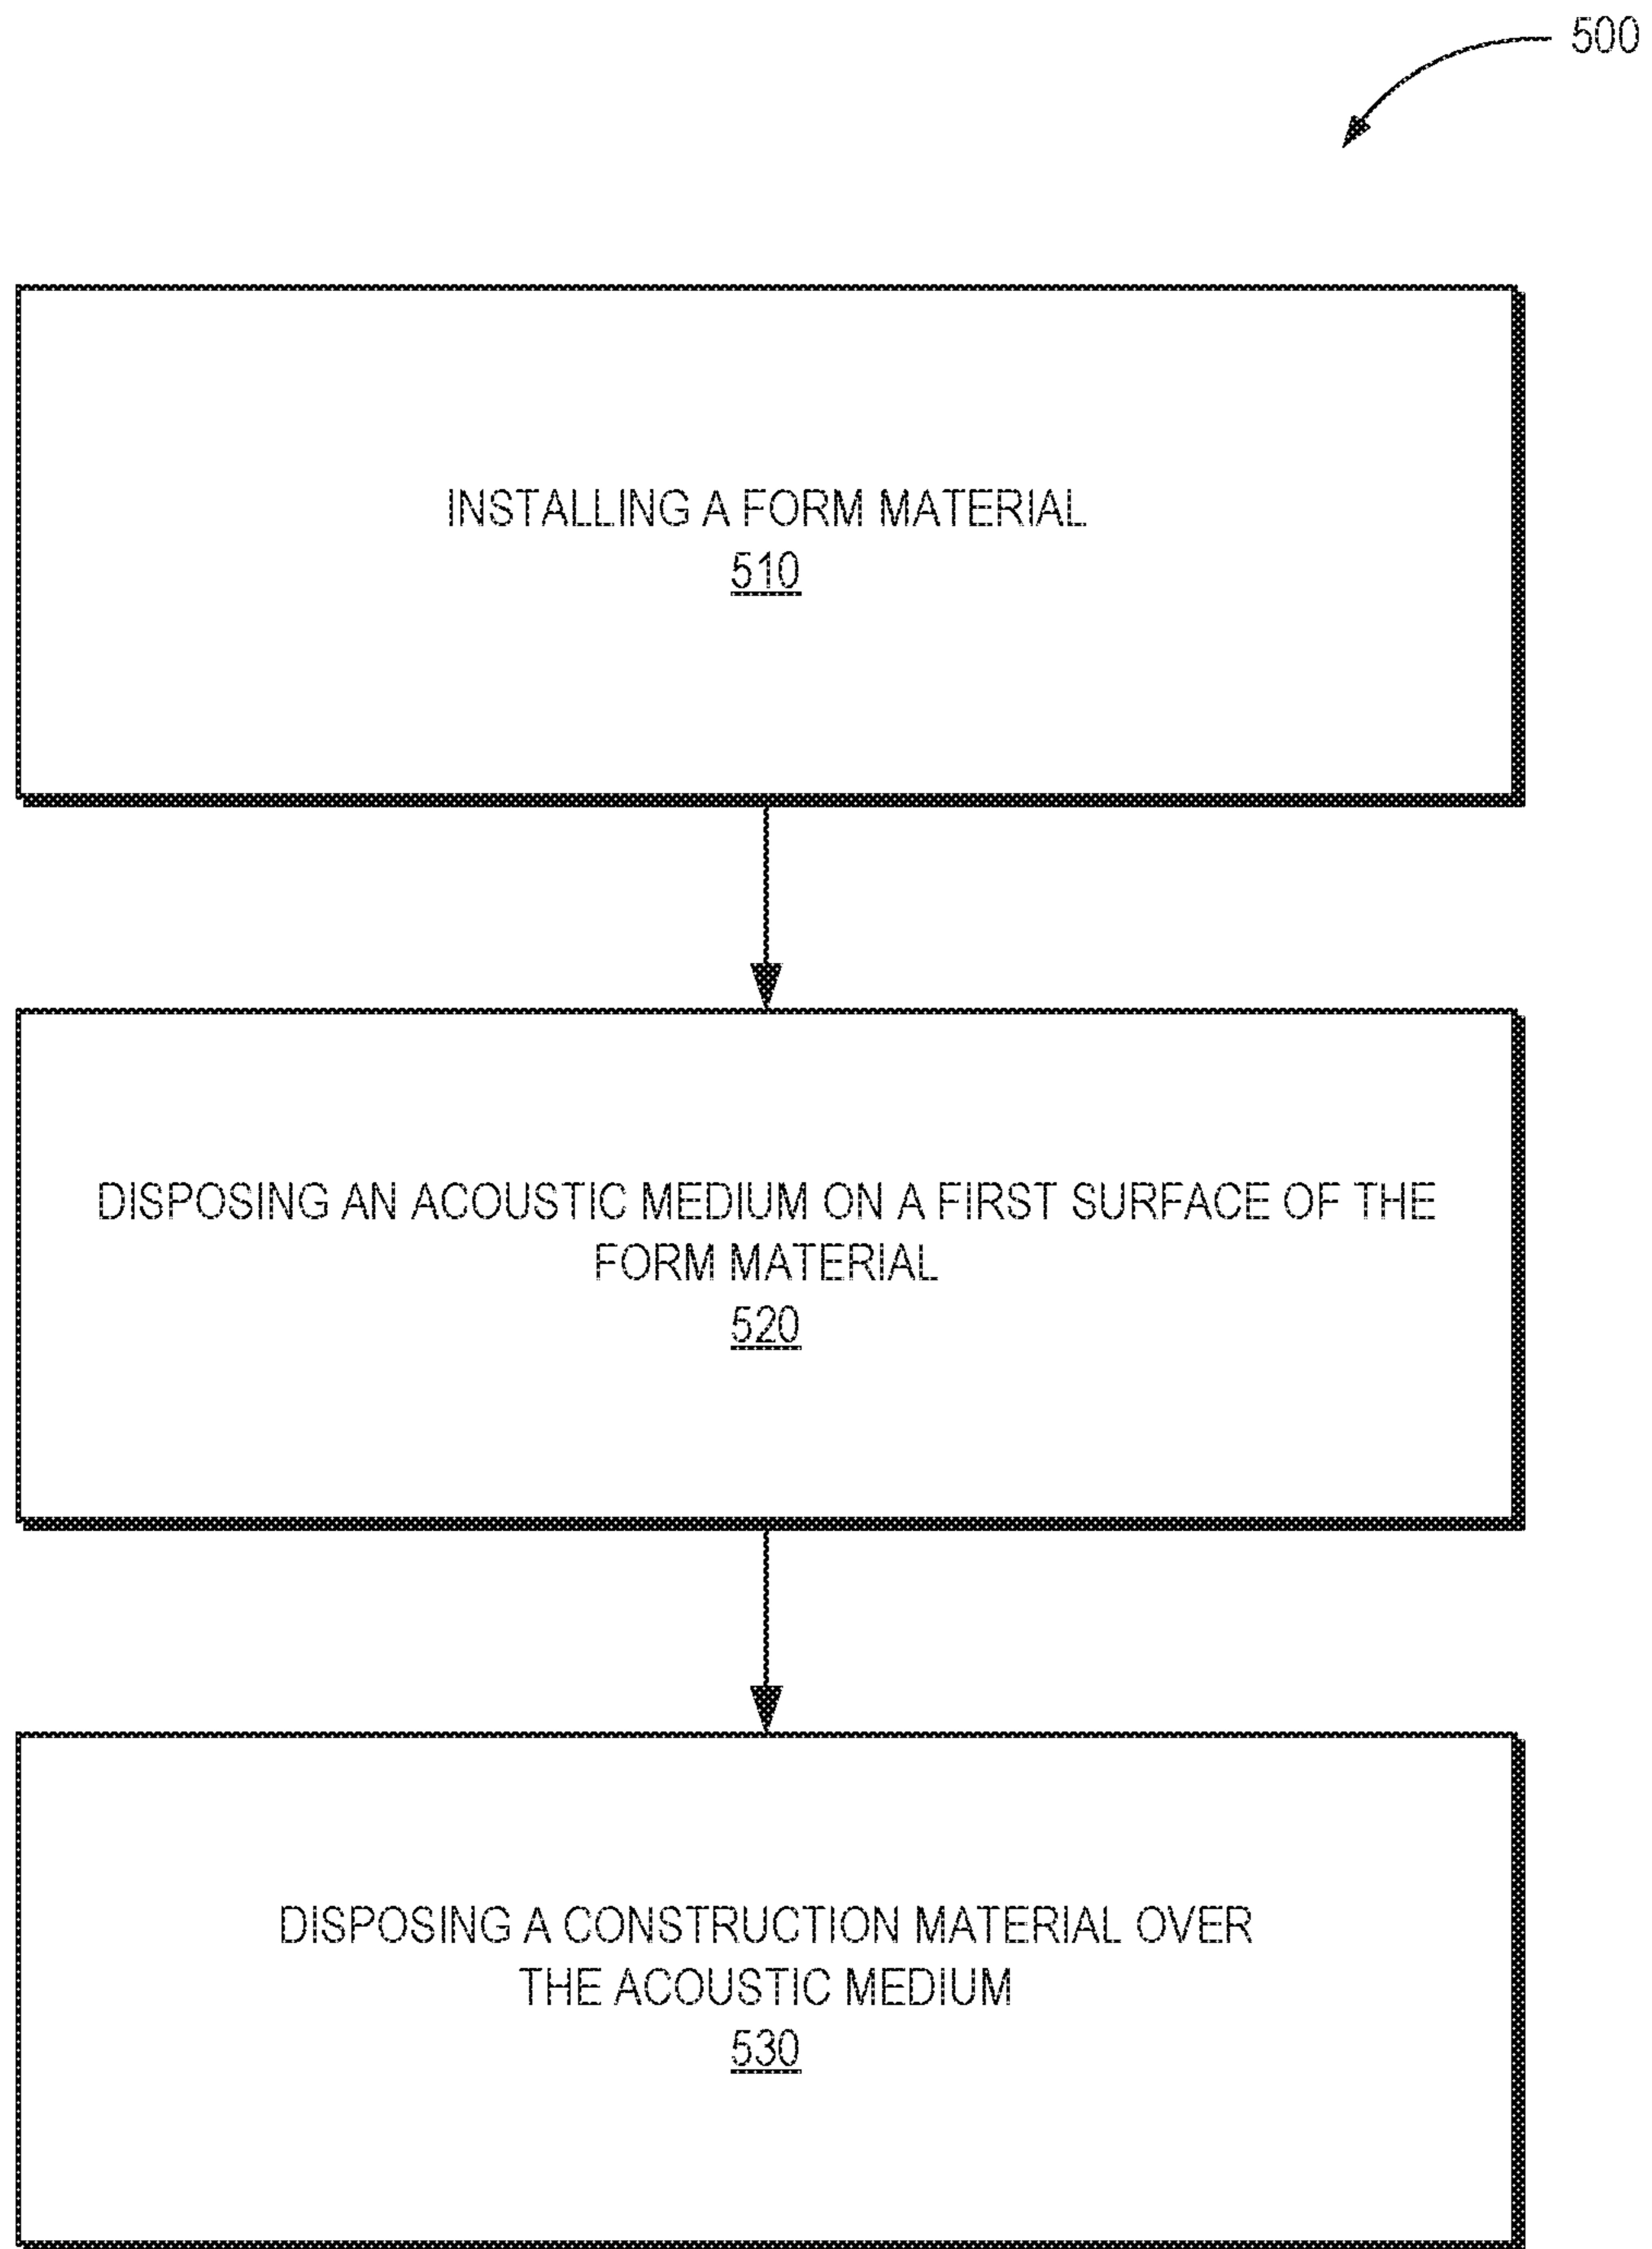 500
INSTALLING A FORM MATERIAL
510
DISPOSING AN ACOUSTIC MEDIUM ON A FIRST SURFACE OF THE
FORM MATERIAL
520
DISPOSING A CONSTRUCTION MATERIAL OVER
THE ACOUSTIC MEDIUM
530